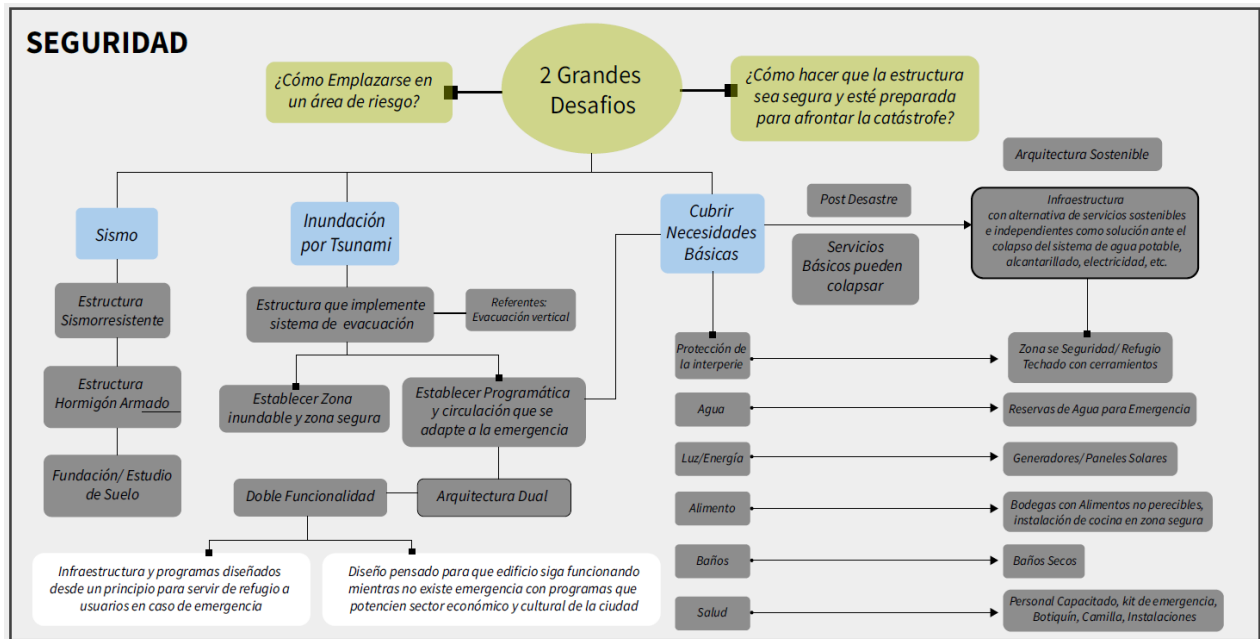 SEGURIDAD
¿Cómo Emplazarse en
un área de riesgo?
2 Grandes
Desafios
¿Cómo hacer que la estructura
sea segura y esté preparada
para afrontar la catástrofe?
Arquitectura Sostenible
Sismo
Inundación
por Tsunami
Cubrir
Necesidades
Básicas
Post Desastre
Servicios
Básicos pueden
colapsar
Infraestructura
con alternativa de servicios sostenibles
e independientes como solución ante el
colapso del sistema de agua potable,
alcantarillado, electricidad, etc.
Estructura
Sismorresistente
Estructura que implemente
sistema de evacuación
Referentes:
Evacuación vertical
Estructura
Hormigón Armado
Establecer Zona
inundable y zona segura
Establecer Programática
y circulación que se
adapte a la emergencia
Fundación/ Estudio
de Suelo
Doble Funcionalidad
Arquitectura Dual
Infraestructura y programas diseñados
desde un principio para servir de refugio a
usuarios en caso de emergencia
Diseño pensado para que edificio siga funcionando
mientras no existe emergencia con programas que
potencien sector económico y cultural de la ciudad
Protección de
la interperie
Zona se Seguridad/ Refugio
Techado con cerramientos
Agua
Reservas de Agua para Emergencia
Luz/Energía
Generadores/ Paneles Solares
Alimento
Bodegas con Alimentos no perecibles,
instalación de cocina en zona segura
Baños
Baños Secos
Salud
Personal Capacitado, kit de emergencia,
Botiquín, Camilla, Instalaciones